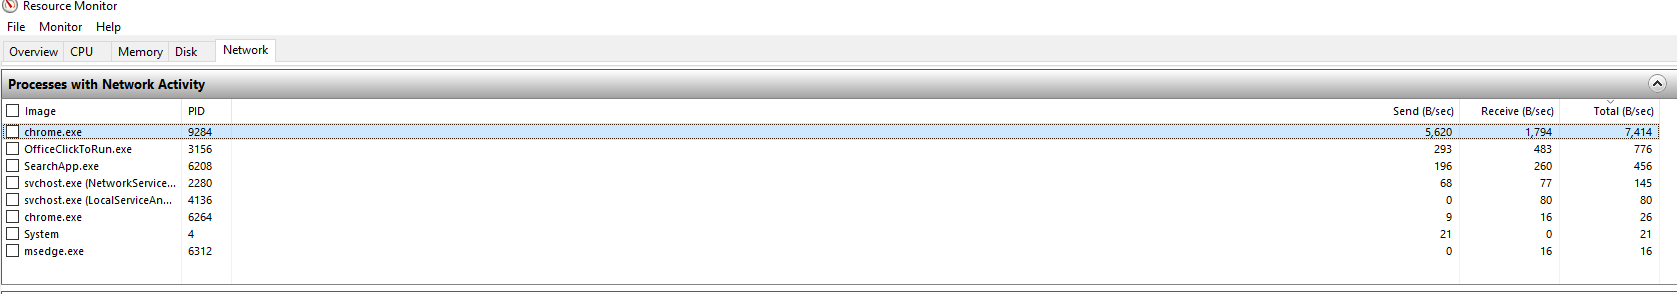 Resource Monitor
File Monitor Help
Overview CPU Memory Disk Network
Processes with Network Activity
Image PID Send (B/sec) Receive (B/sec) Total (B/sec)
chrome.exe 9284 5,620 1,794 7,414
OfficeClickToRun.exe 3156 293 483 776
SearchApp.exe 6208 196 260 456
svchost.exe (NetworkService... 2280 68 77 145
svchost.exe (LocalServiceAn... 4136 0 80 80
chrome.exe 6264 9 16 26
System 4 21 0 21
msedge.exe 6312 0 16 16